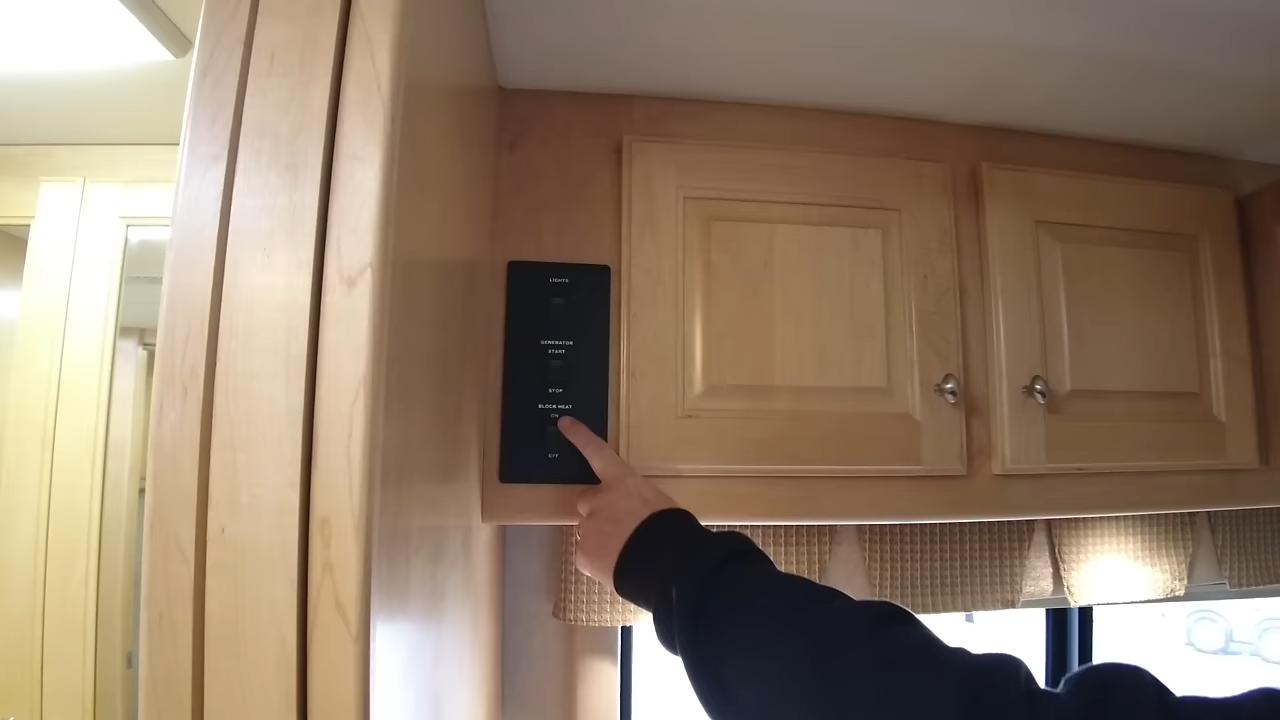 LIGHTS
GENERATOR
START
STOP
BLOCK HEAT
ON
OFF